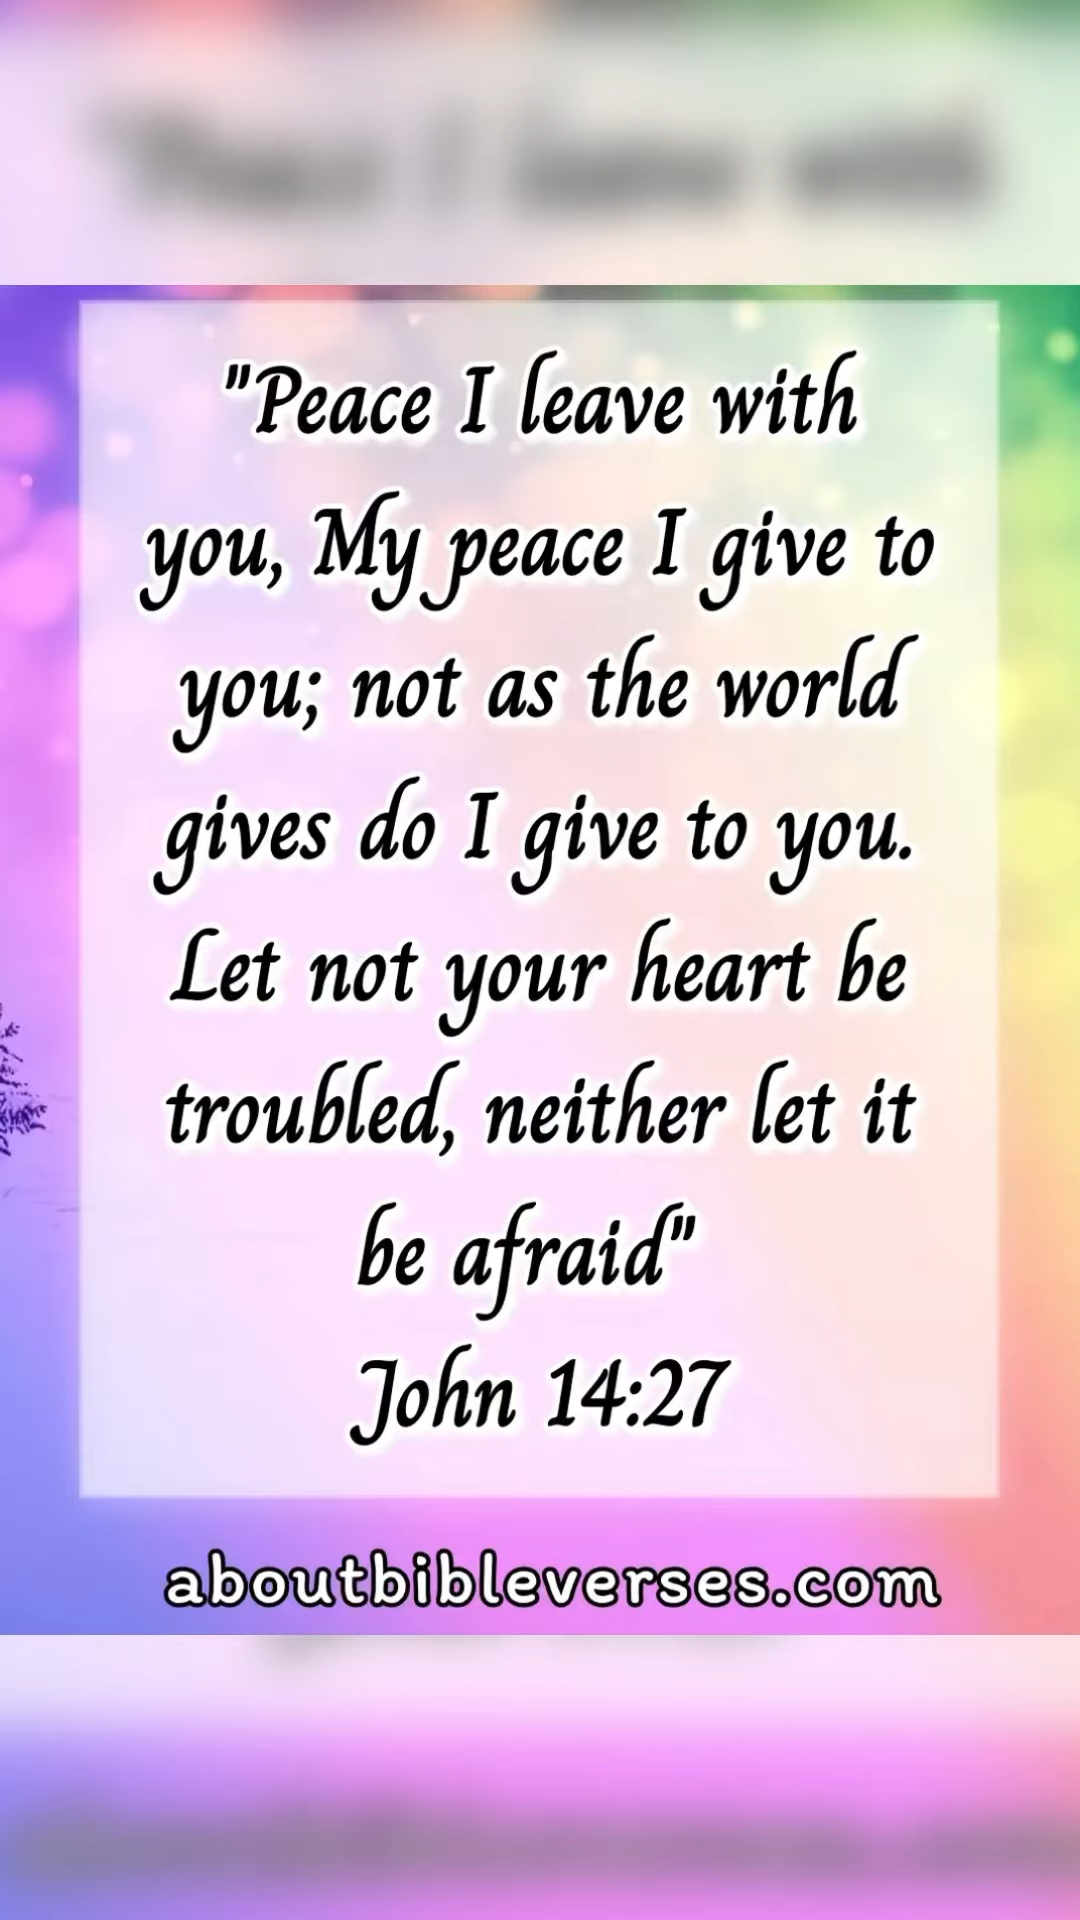 "Peace I leave with
you, My peace I give to
you; not as the world
gives do I give to you.
Let not your heart be
troubled, neither let it
be afraid"
John 14:27
aboutbibleverses.com